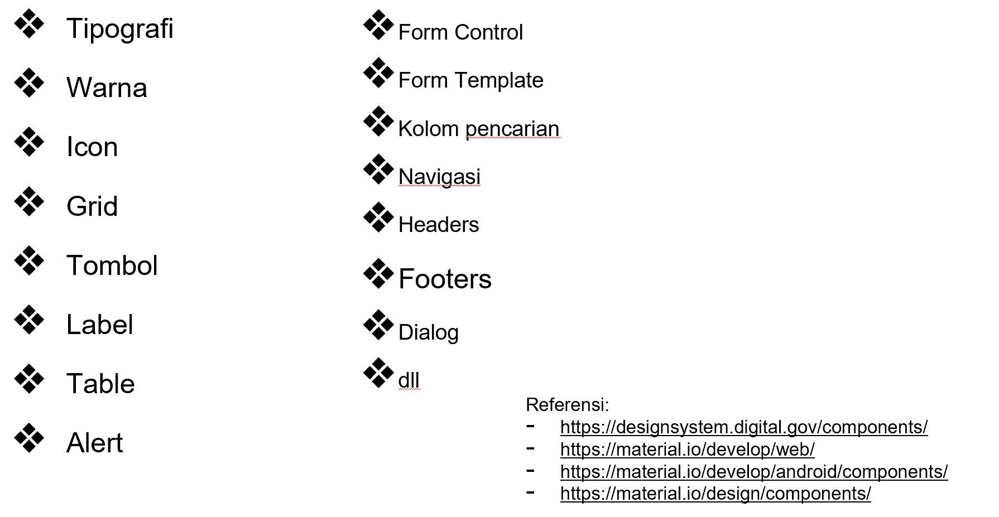 ❖ Tipografi
❖ Warna
❖ Icon
❖ Grid
❖ Tombol
❖ Label
❖ Table
❖ Alert
❖ Form Control
❖ Form Template
❖ Kolom pencarian
❖ Navigasi
❖ Headers
❖ Footers
❖ Dialog
❖ dll
Referensi:
- https://designsystem.digital.gov/components/
- https://material.io/develop/web/
- https://material.io/develop/android/components/
- https://material.io/design/components/